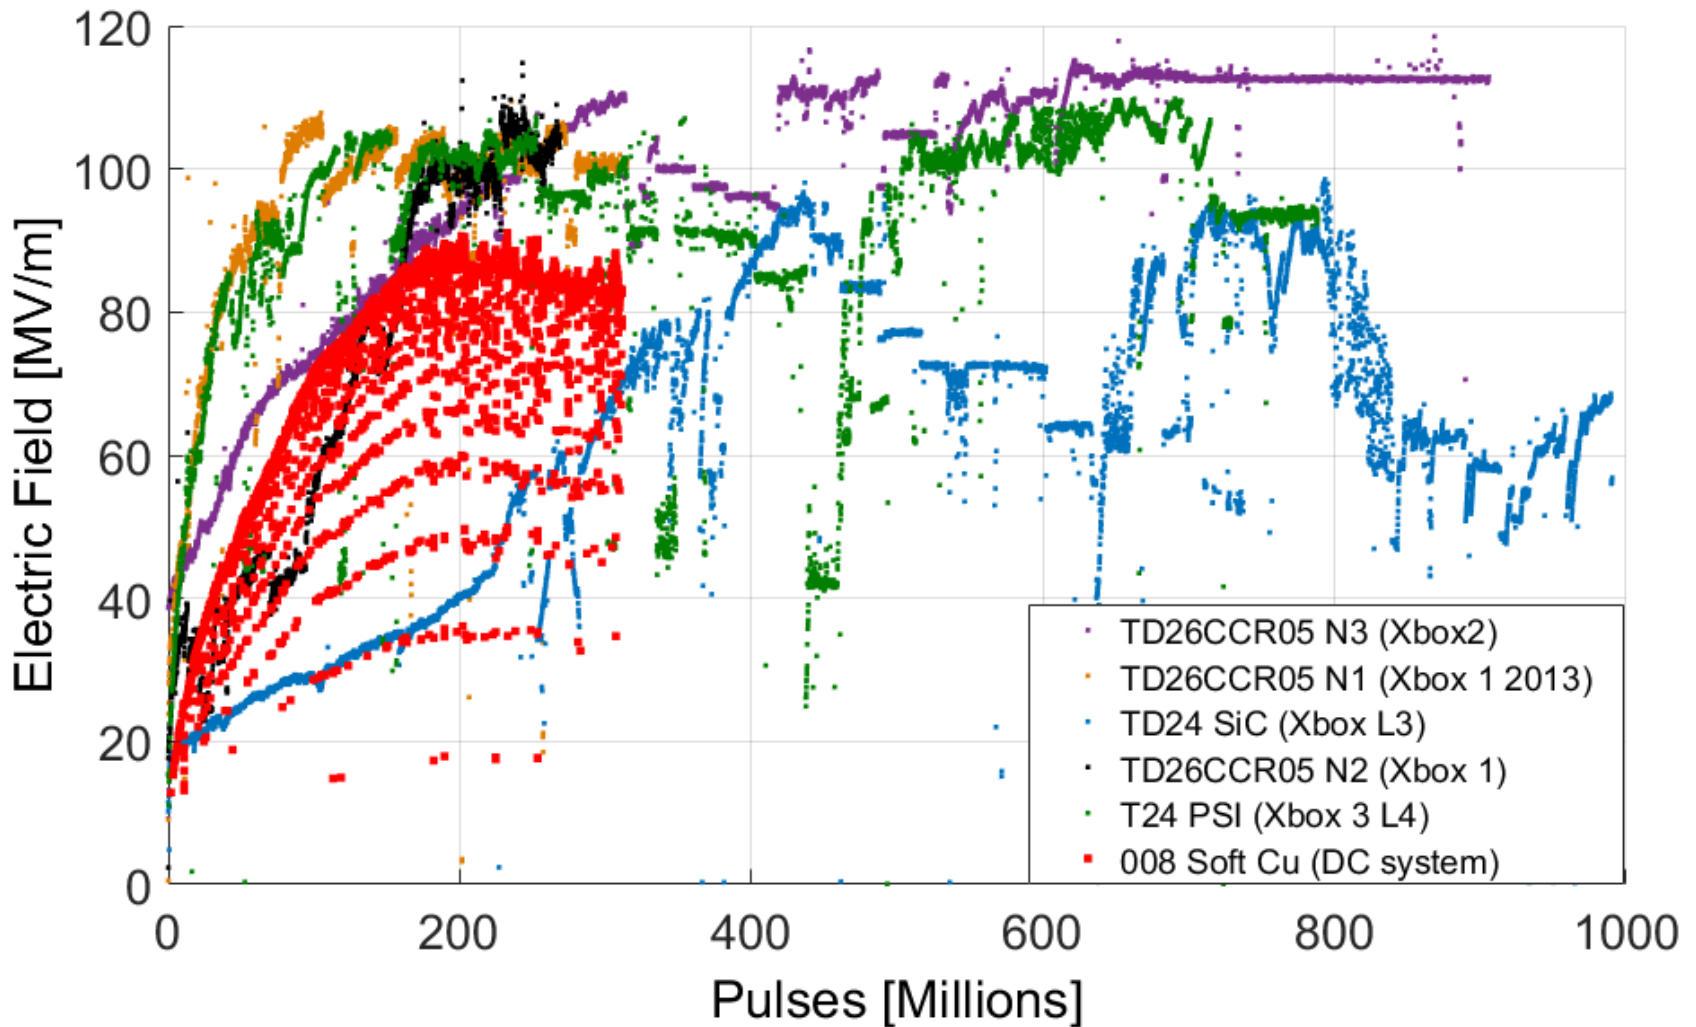 120
100
80
60
40
20
0
Electric Field [MV/m]
0 200 400 600 800 1000
Pulses [Millions]
TD26CCR05 N3 (Xbox2)
TD26CCR05 N1 (Xbox 1 2013)
TD24 SiC (Xbox L3)
TD26CCR05 N2 (Xbox 1)
T24 PSI (Xbox 3 L4)
008 Soft Cu (DC system)